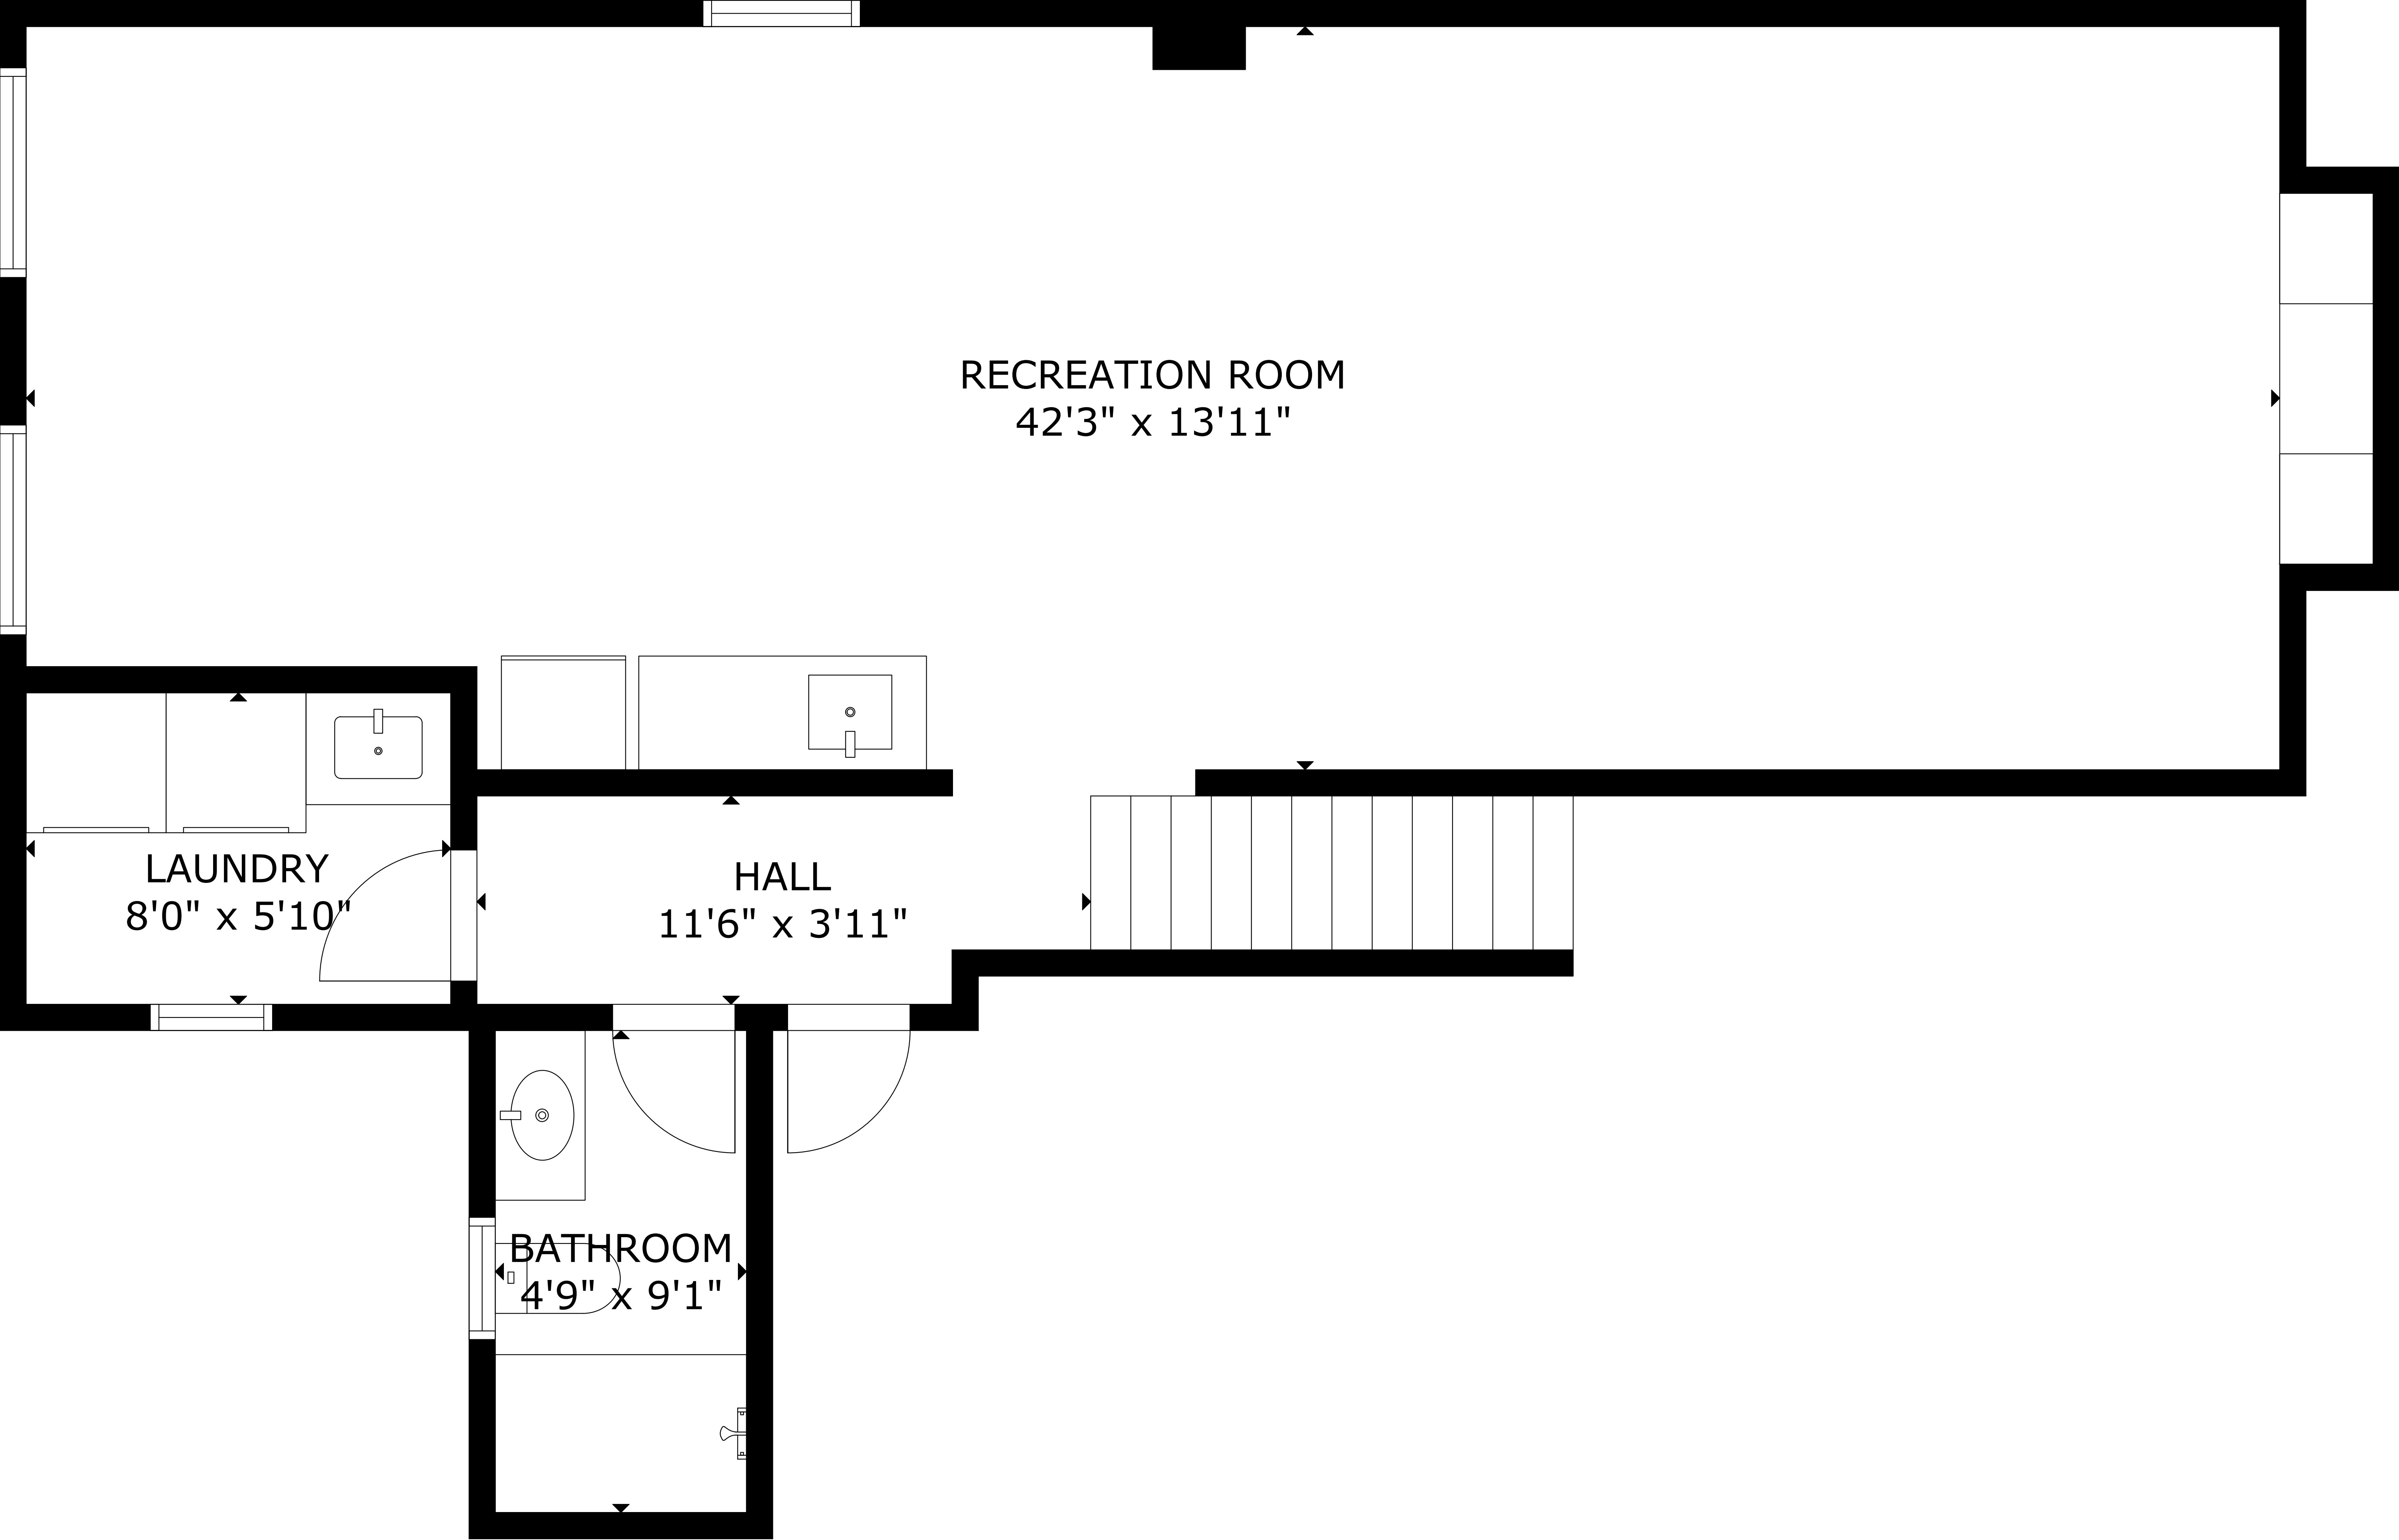 RECREATION ROOM
42'3" x 13'11"
LAUNDRY
8'0" x 5'10"
HALL
11'6" x 3'11"
BATHROOM
4'9" x 9'1"